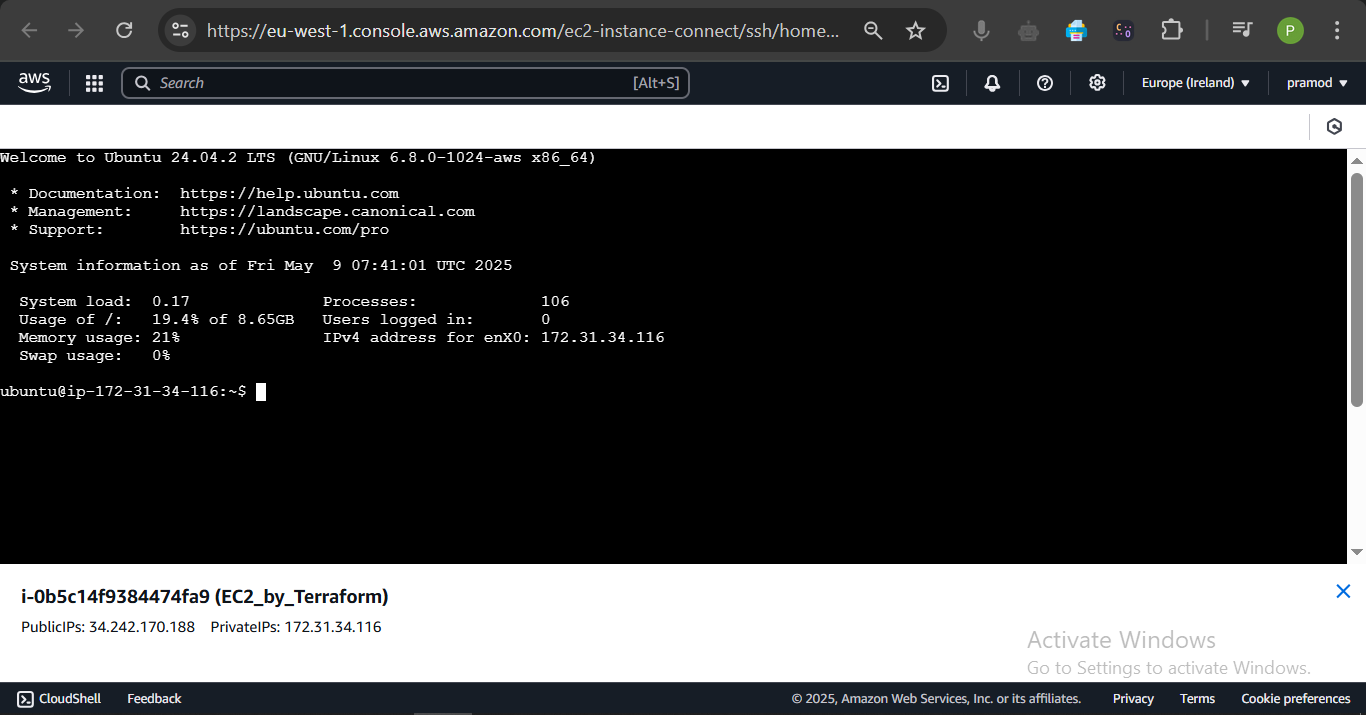 https://eu-west-1.console.aws.amazon.com/ec2-instance-connect/ssh/home...
P
aws
Search [Alt+S]
Europe (Ireland)
pramod
Welcome to Ubuntu 24.04.2 LTS (GNU/Linux 6.8.0-1024-aws x86_64)
* Documentation: https://help.ubuntu.com
* Management: https://landscape.canonical.com
* Support: https://ubuntu.com/pro
System information as of Fri May 9 07:41:01 UTC 2025
System load: 0.17 Processes: 106
Usage of /: 19.4% of 8.65GB Users logged in: 0
Memory usage: 21% IPv4 address for enX0: 172.31.34.116
Swap usage: 0%
ubuntu@ip-172-31-34-116:~$
i-0b5c14f9384474fa9 (EC2_by_Terraform)
PublicIPs: 34.242.170.188 PrivateIPs: 172.31.34.116
Activate Windows
Go to Settings to activate Windows.
CloudShell Feedback © 2025, Amazon Web Services, Inc. or its affiliates. Privacy Terms Cookie preferences